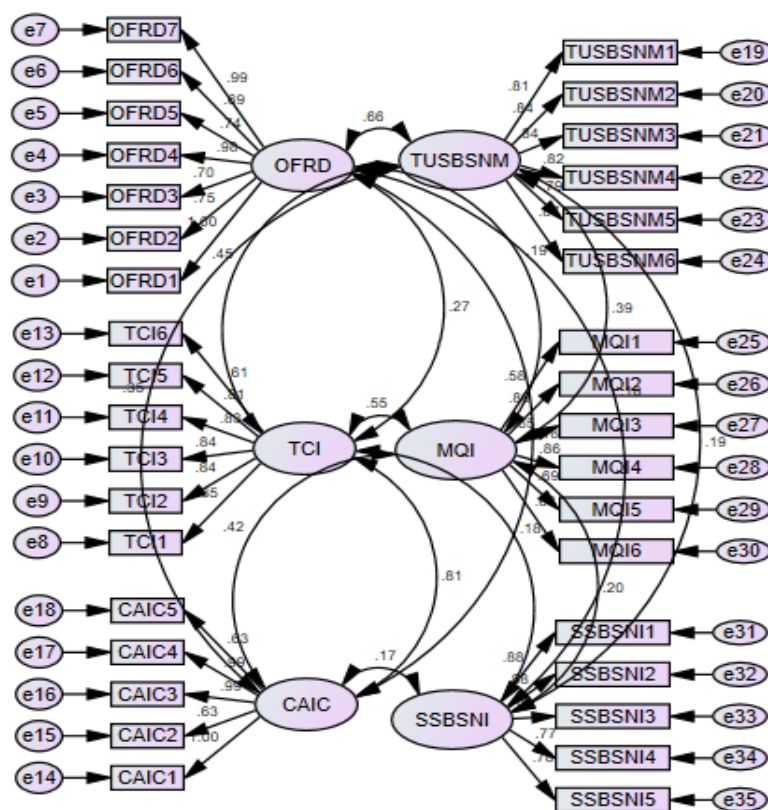 e7 OFRD7
e6 OFRD6
e5 OFRD5
e4 OFRD4
e3 OFRD3
e2 OFRD2
e1 OFRD1
.99
.89
.74
.98
.70
.75
1.00
.45
OFRD
.66
TUSBSNM
TUSBSNM1 e19
TUSBSNM2 e20
TUSBSNM3 e21
TUSBSNM4 e22
TUSBSNM5 e23
TUSBSNM6 e24
.81
.84
.84
.82
.79
.19
.27
.39
e13 TCI6
e12 TCI5
e11 TCI4
e10 TCI3
e9 TCI2
e8 TCI1
.61
.81
.84
.84
.42
TCI
.55
MQI
MQI1 e25
MQI2 e26
MQI3 e27
MQI4 e28
MQI5 e29
MQI6 e30
.58
.86
.69
.18
.19
.20
.81
e18 CAIC5
e17 CAIC4
e16 CAIC3
e15 CAIC2
e14 CAIC1
.63
.99
.99
.63
1.00
CAIC
.17
SSBSNI
SSBSNI1 e31
SSBSNI2 e32
SSBSNI3 e33
SSBSNI4 e34
SSBSNI5 e35
.88
.77